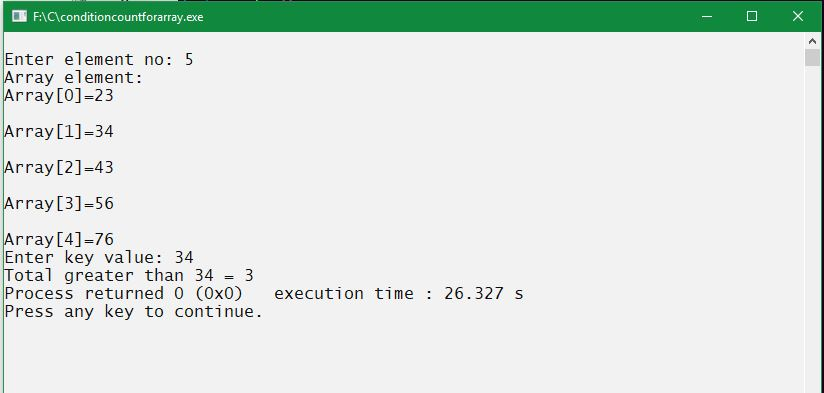 F:\C\conditioncountforarray.exe
Enter element no: 5
Array element:
Array[0]=23
Array[1]=34
Array[2]=43
Array[3]=56
Array[4]=76
Enter key value: 34
Total greater than 34 = 3
Process returned 0 (0x0)   execution time : 26.327 s
Press any key to continue.